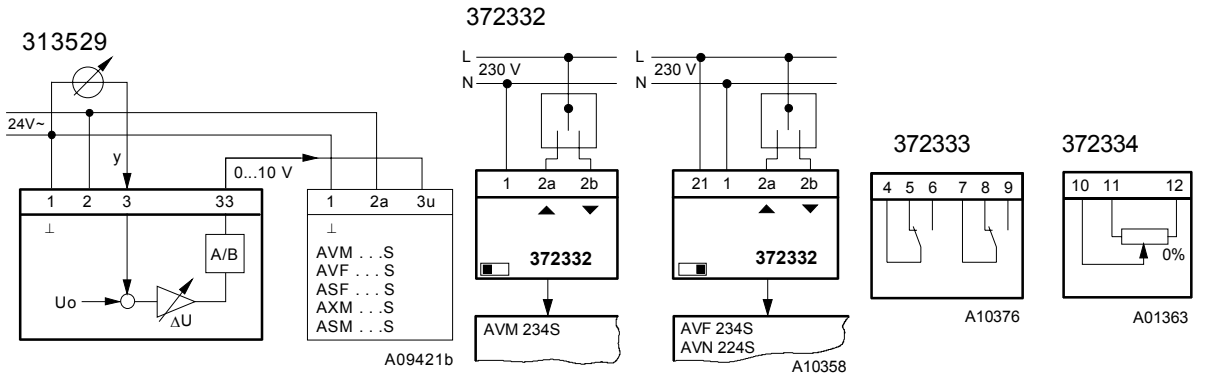 313529
24V~
y
0...10 V
1 2 3 33
⊥
A/B
Uo
ΔU
1 2a 3u
⊥
AVM . . .S
AVF . . .S
ASF . . .S
AXM . . .S
ASM . . .S
A09421b
372332
L
230 V
N
1 2a 2b
372332
AVM 234S
L
230 V
N
21 1 2a 2b
372332
AVF 234S
AVN 224S
A10358
372333
4 5 6 7 8 9
A10376
372334
10 11 12
0%
A01363